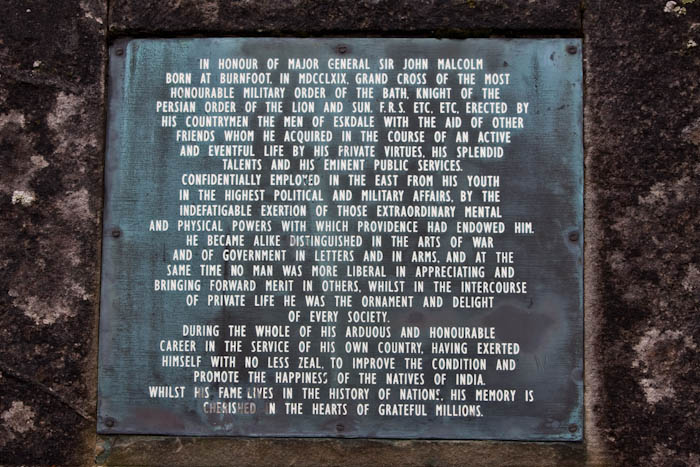 IN HONOUR OF MAJOR GENERAL SIR JOHN MALCOLM
BORN AT BURNFOOT, IN MDCCLXIX, GRAND CROSS OF THE MOST
HONOURABLE MILITARY ORDER OF THE BATH, KNIGHT OF THE
PERSIAN ORDER OF THE LION AND SUN. F.R.S. ETC, ETC, ERECTED BY
HIS COUNTRYMEN THE MEN OF ESKDALE WITH THE AID OF OTHER
FRIENDS WHOM HE ACQUIRED IN THE COURSE OF AN ACTIVE
AND EVENTFUL LIFE BY HIS PRIVATE VIRTUES, HIS SPLENDID
TALENTS AND HIS EMINENT PUBLIC SERVICES.
CONFIDENTIALLY EMPLOYED IN THE EAST FROM HIS YOUTH
IN THE HIGHEST POLITICAL AND MILITARY AFFAIRS, BY THE
INDEFATIGABLE EXERTION OF THOSE EXTRAORDINARY MENTAL
AND PHYSICAL POWERS WITH WHICH PROVIDENCE HAD ENDOWED HIM.
HE BECAME ALIKE DISTINGUISHED IN THE ARTS OF WAR
AND OF GOVERNMENT IN LETTERS AND IN ARMS, AND AT THE
SAME TIME NO MAN WAS MORE LIBERAL IN APPRECIATING AND
BRINGING FORWARD MERIT IN OTHERS, WHILST IN THE INTERCOURSE
OF PRIVATE LIFE HE WAS THE ORNAMENT AND DELIGHT
OF EVERY SOCIETY.
DURING THE WHOLE OF HIS ARDUOUS AND HONOURABLE
CAREER IN THE SERVICE OF HIS OWN COUNTRY, HAVING EXERTED
HIMSELF WITH NO LESS ZEAL, TO IMPROVE THE CONDITION AND
PROMOTE THE HAPPINESS OF THE NATIVES OF INDIA.
WHILST HIS FAME LIVES IN THE HISTORY OF NATIONS, HIS MEMORY IS
CHERISHED IN THE HEARTS OF GRATEFUL MILLIONS.